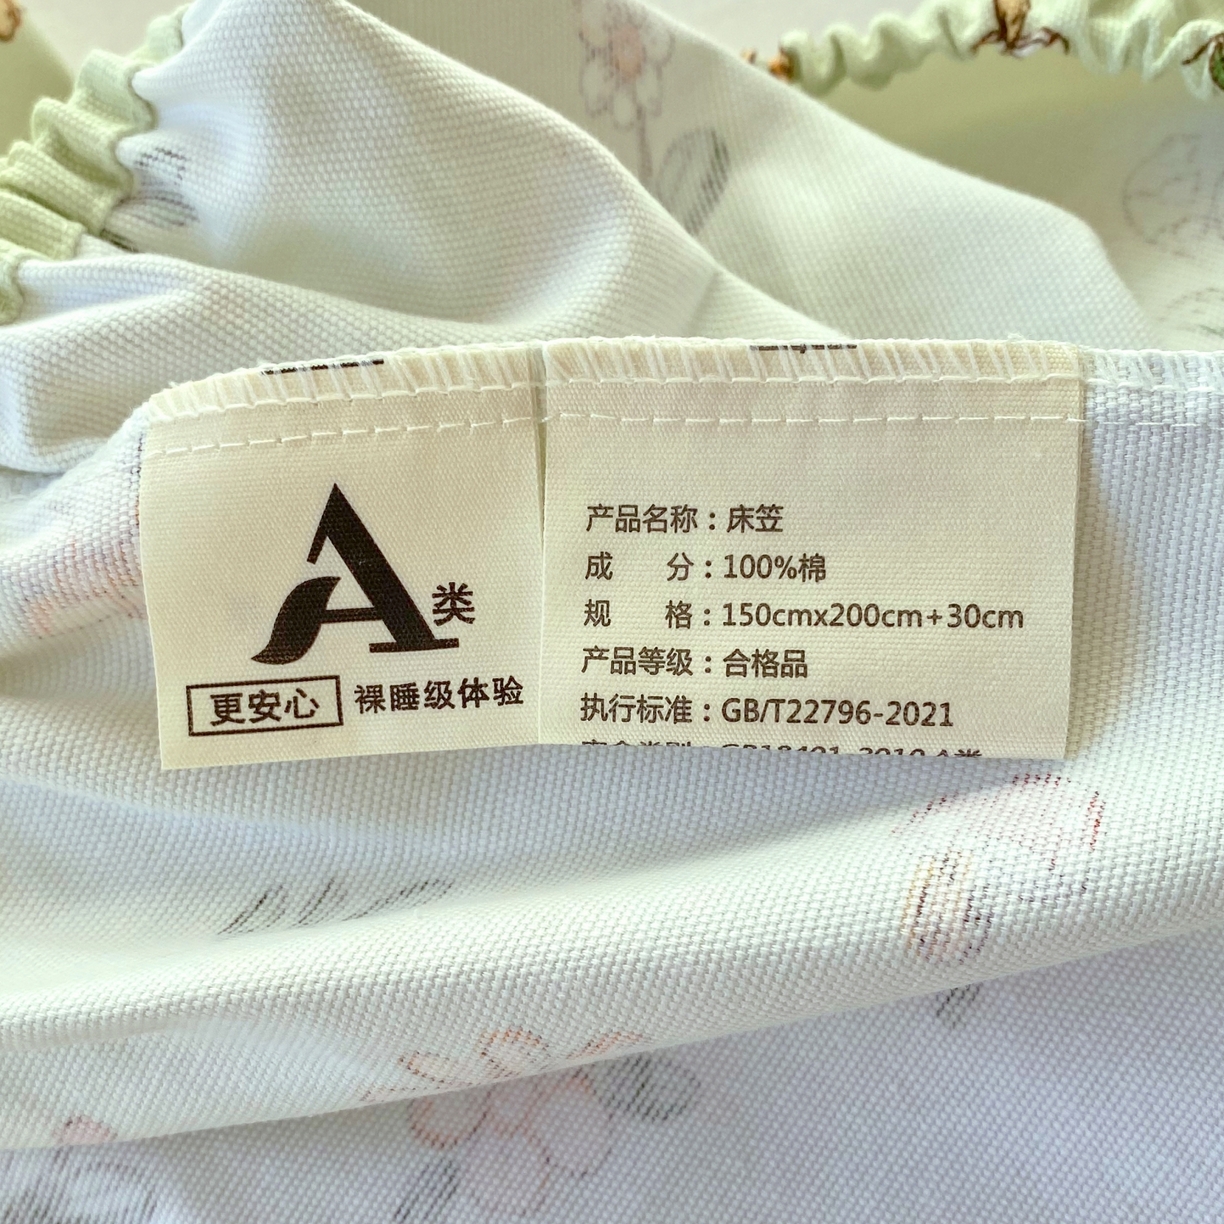 A类
更安心 裸睡级体验
产品名称：床笠
成 分：100%棉
规 格：150cmx200cm+30cm
产品等级：合格品
执行标准：GB/T22796-2021